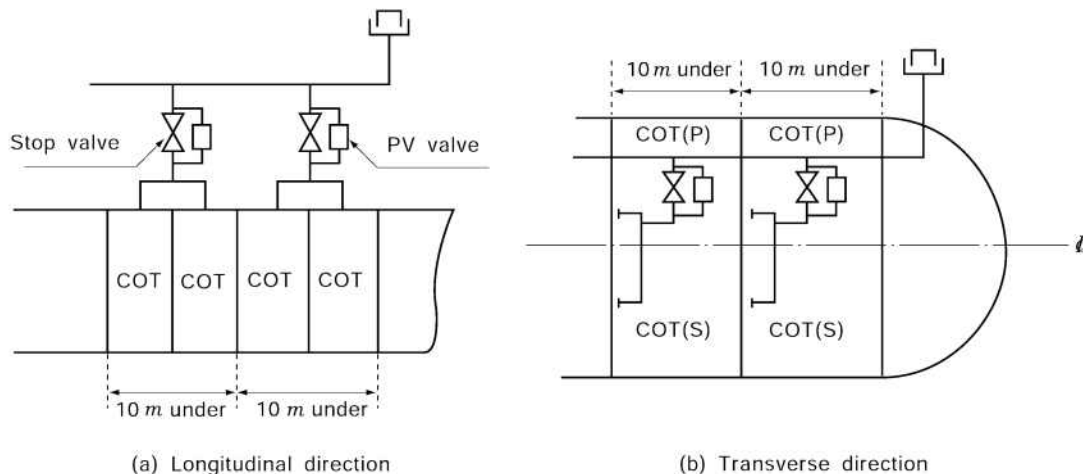 Stop valve
PV valve
COT
COT
COT
COT
10 m under
10 m under
(a) Longitudinal direction
10 m under
10 m under
COT(P)
COT(P)
COT(S)
COT(S)
(b) Transverse direction